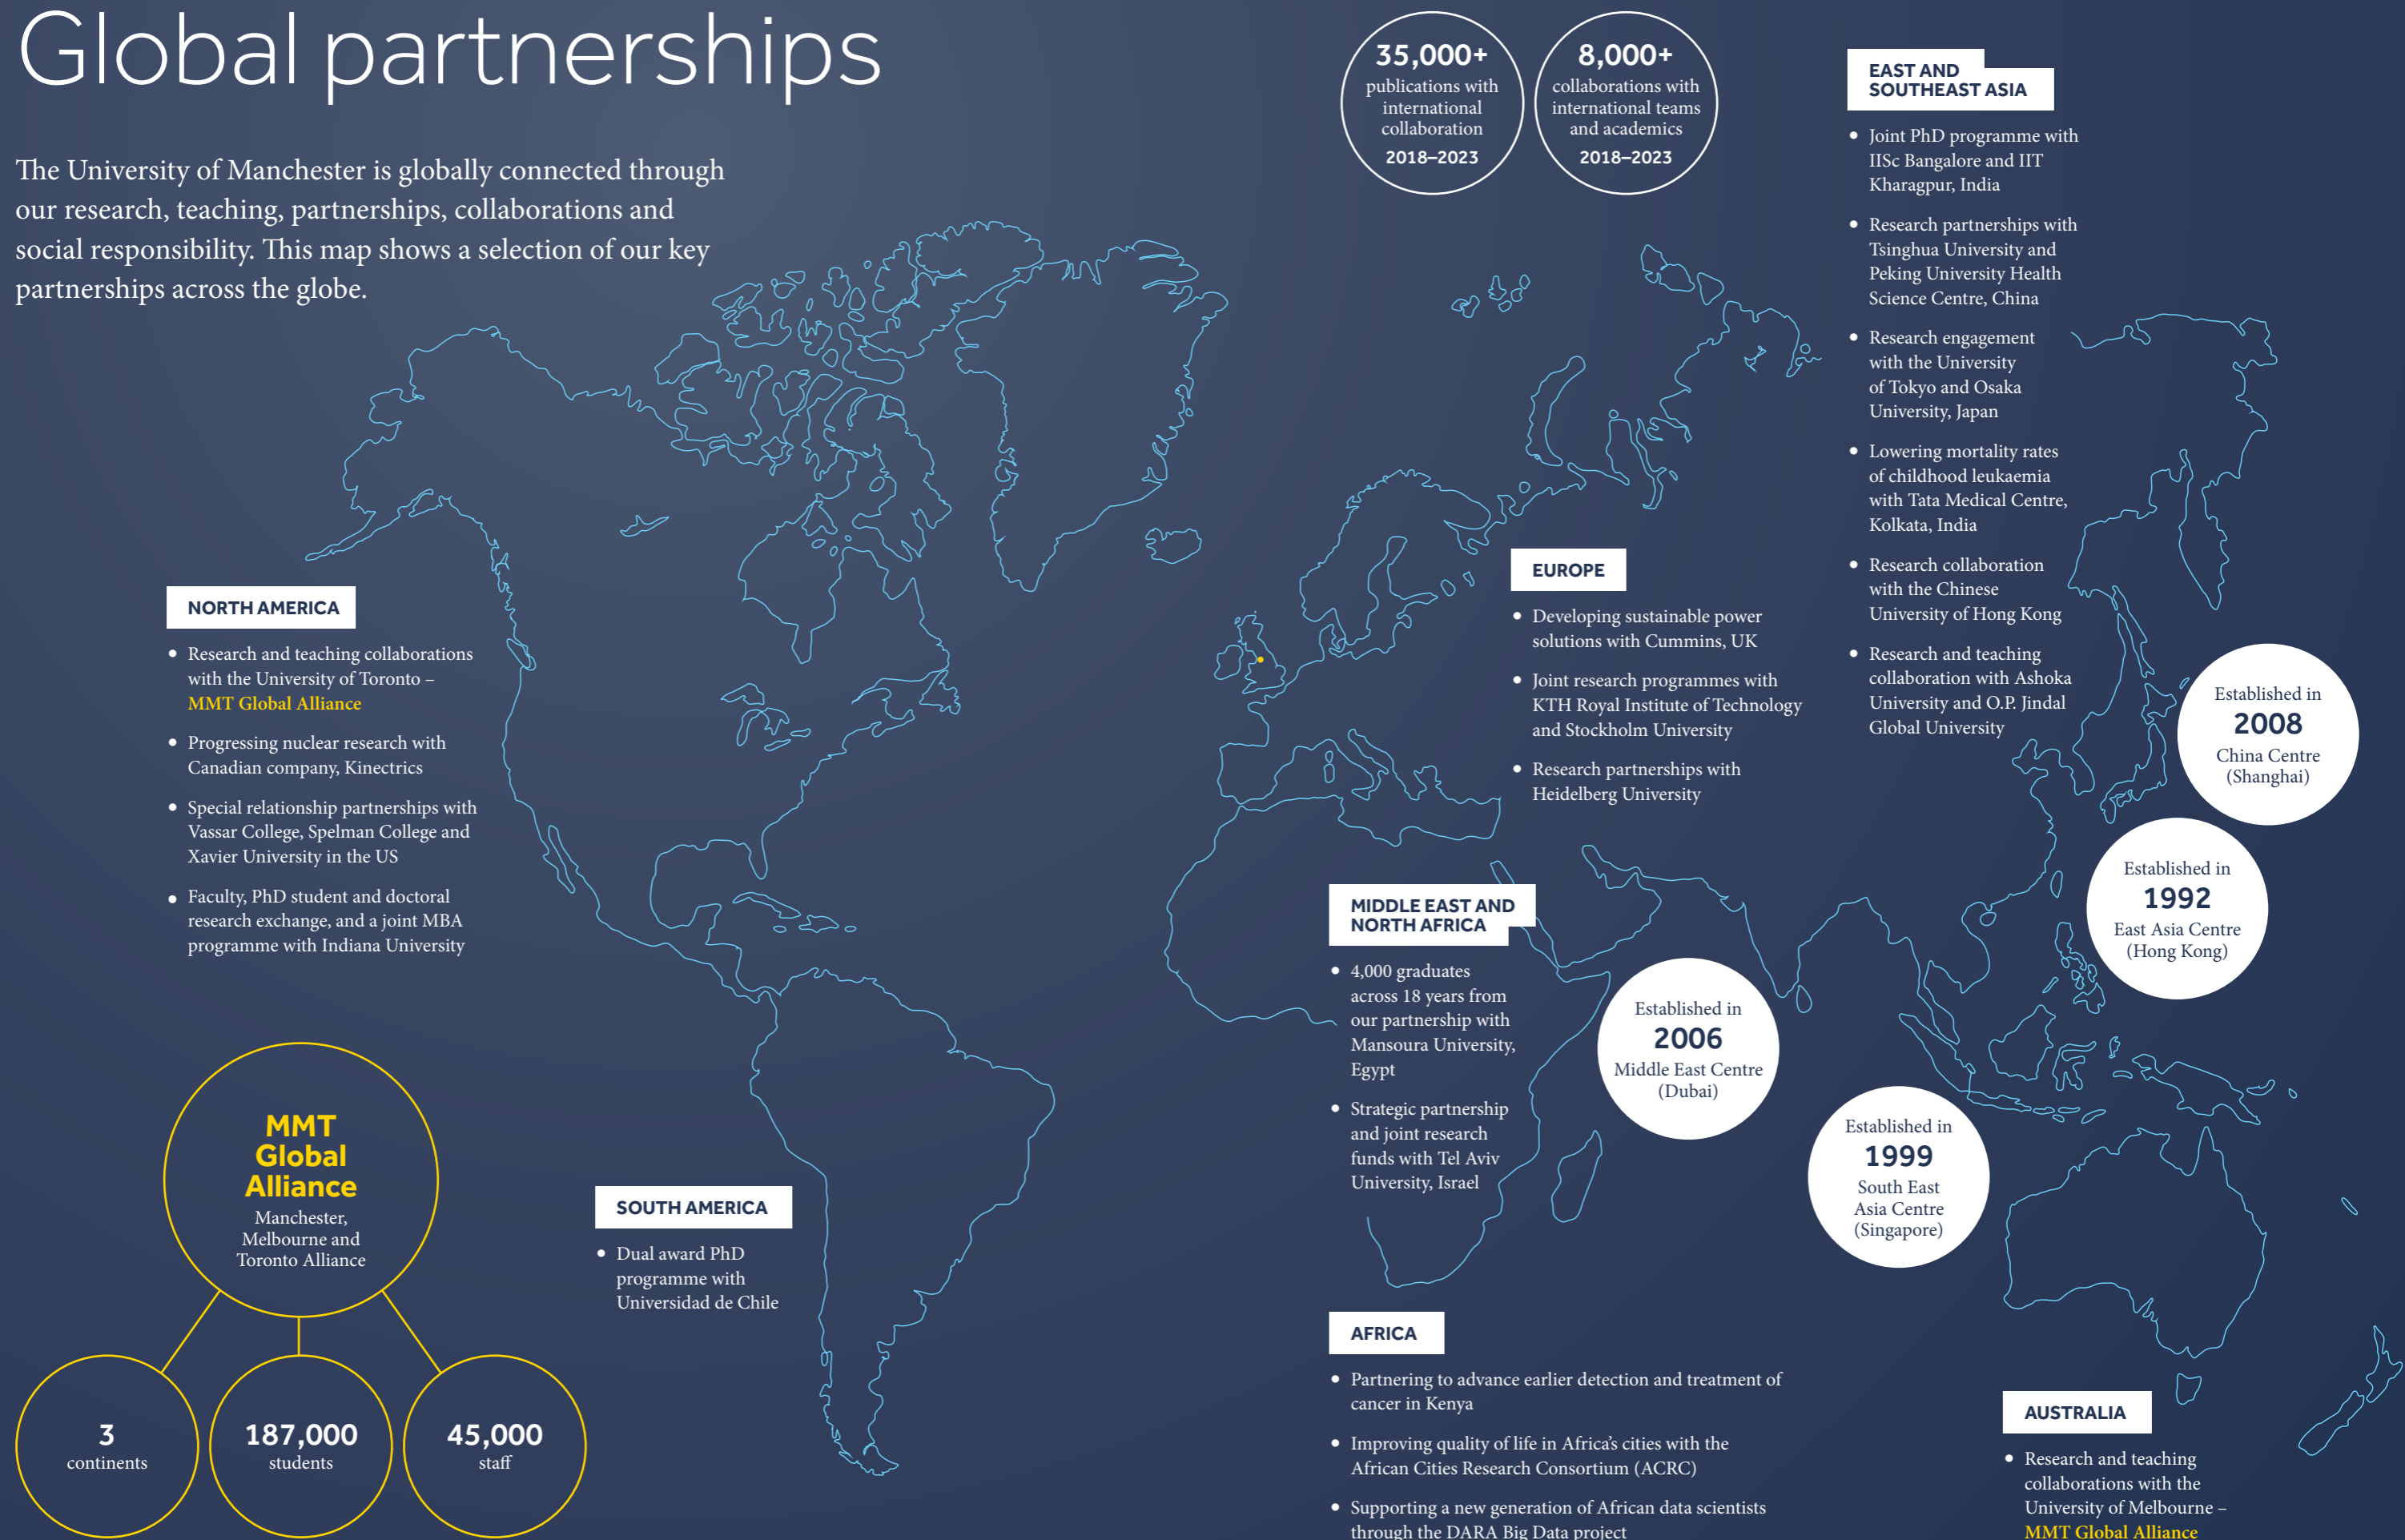 Global partnerships
The University of Manchester is globally connected through
our research, teaching, partnerships, collaborations and
social responsibility. This map shows a selection of our key
partnerships across the globe.
35,000+
publications with
international
collaboration
2018–2023
8,000+
collaborations with
international teams
and academics
2018–2023
EAST AND
SOUTHEAST ASIA
• Joint PhD programme with
IISc Bangalore and IIT
Kharagpur, India
• Research partnerships with
Tsinghua University and
Peking University Health
Science Centre, China
• Research engagement
with the University
of Tokyo and Osaka
University, Japan
• Lowering mortality rates
of childhood leukaemia
with Tata Medical Centre,
Kolkata, India
• Research collaboration
with the Chinese
University of Hong Kong
• Research and teaching
collaboration with Ashoka
University and O.P. Jindal
Global University
NORTH AMERICA
• Research and teaching collaborations
with the University of Toronto –
MMT Global Alliance
• Progressing nuclear research with
Canadian company, Kinectrics
• Special relationship partnerships with
Vassar College, Spelman College and
Xavier University in the US
• Faculty, PhD student and doctoral
research exchange, and a joint MBA
programme with Indiana University
EUROPE
• Developing sustainable power
solutions with Cummins, UK
• Joint research programmes with
KTH Royal Institute of Technology
and Stockholm University
• Research partnerships with
Heidelberg University
Established in
2008
China Centre
(Shanghai)
Established in
1992
East Asia Centre
(Hong Kong)
MIDDLE EAST AND
NORTH AFRICA
• 4,000 graduates
across 18 years from
our partnership with
Mansoura University,
Egypt
• Strategic partnership
and joint research
funds with Tel Aviv
University, Israel
Established in
2006
Middle East Centre
(Dubai)
Established in
1999
South East
Asia Centre
(Singapore)
MMT
Global
Alliance
Manchester,
Melbourne and
Toronto Alliance
3
continents
187,000
students
45,000
staff
SOUTH AMERICA
• Dual award PhD
programme with
Universidad de Chile
AFRICA
• Partnering to advance earlier detection and treatment of
cancer in Kenya
• Improving quality of life in Africa's cities with the
African Cities Research Consortium (ACRC)
• Supporting a new generation of African data scientists
through the DARA Big Data project
AUSTRALIA
• Research and teaching
collaborations with the
University of Melbourne –
MMT Global Alliance